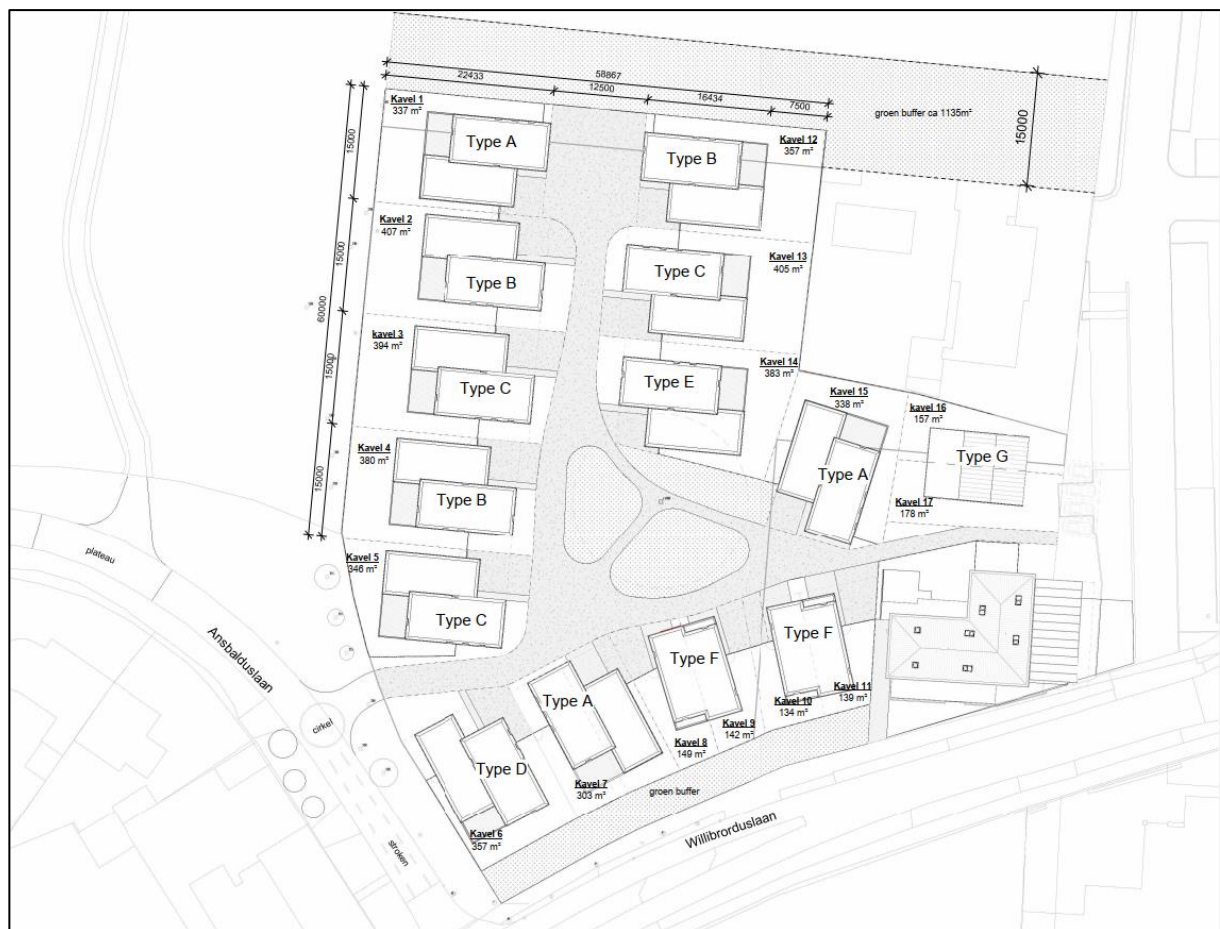 58867
22433
12500
16434
7500
15000
groen buffer ca 1135m²
Kavel 1
337 m²
Type A
Kavel 12
357 m²
Type B
15000
Kavel 2
407 m²
Type B
Kavel 13
405 m²
Type C
15000
60000
kavel 3
394 m²
Type C
Kavel 14
383 m²
Type E
15000
Kavel 15
338 m²
Type A
kavel 16
157 m²
Type G
Kavel 17
178 m²
Kavel 4
380 m²
Type B
15000
Kavel 5
346 m²
Type C
plateau
Ansbalduslaan
cirkel
stroken
Type D
Kavel 6
357 m²
Type A
Kavel 7
303 m²
Type F
Kavel 8
149 m²
Kavel 9
142 m²
Type F
Kavel 10
134 m²
Kavel 11
139 m²
groen buffer
Willibrorduslaan